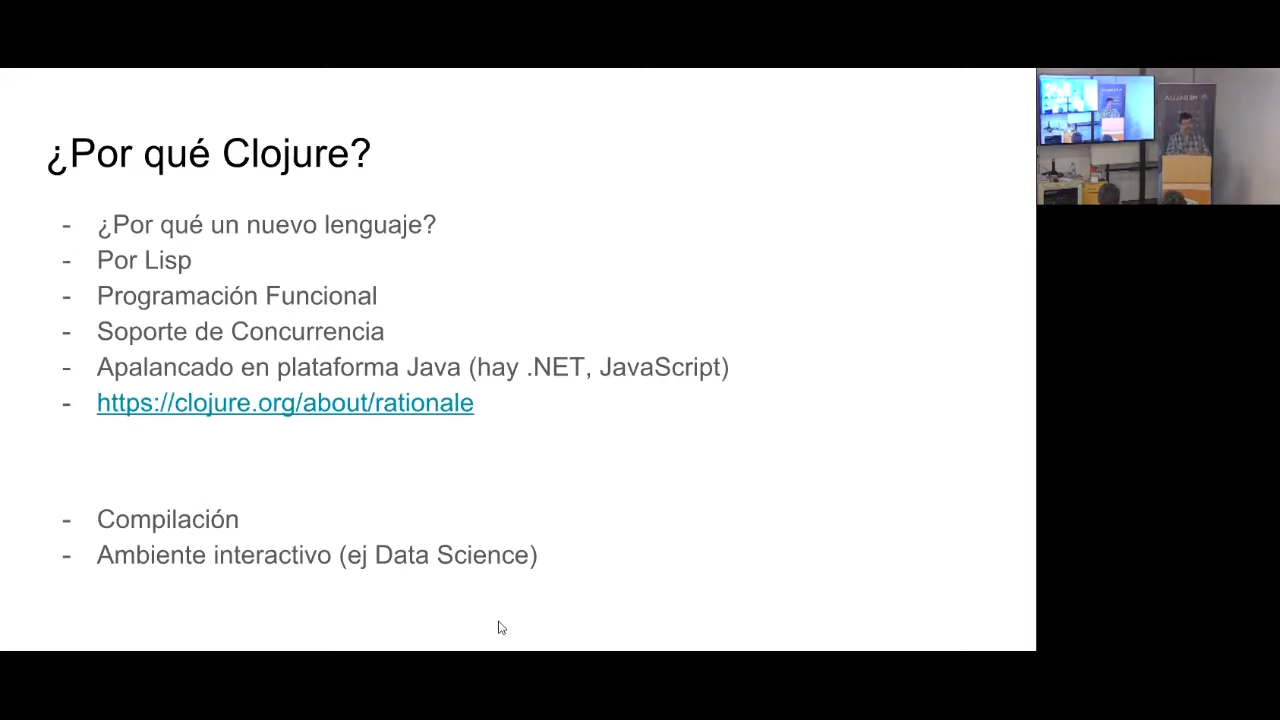 ¿Por qué Clojure?
- ¿Por qué un nuevo lenguaje?
- Por Lisp
- Programación Funcional
- Soporte de Concurrencia
- Apalancado en plataforma Java (hay .NET, JavaScript)
- https://clojure.org/about/rationale
- Compilación
- Ambiente interactivo (ej Data Science)